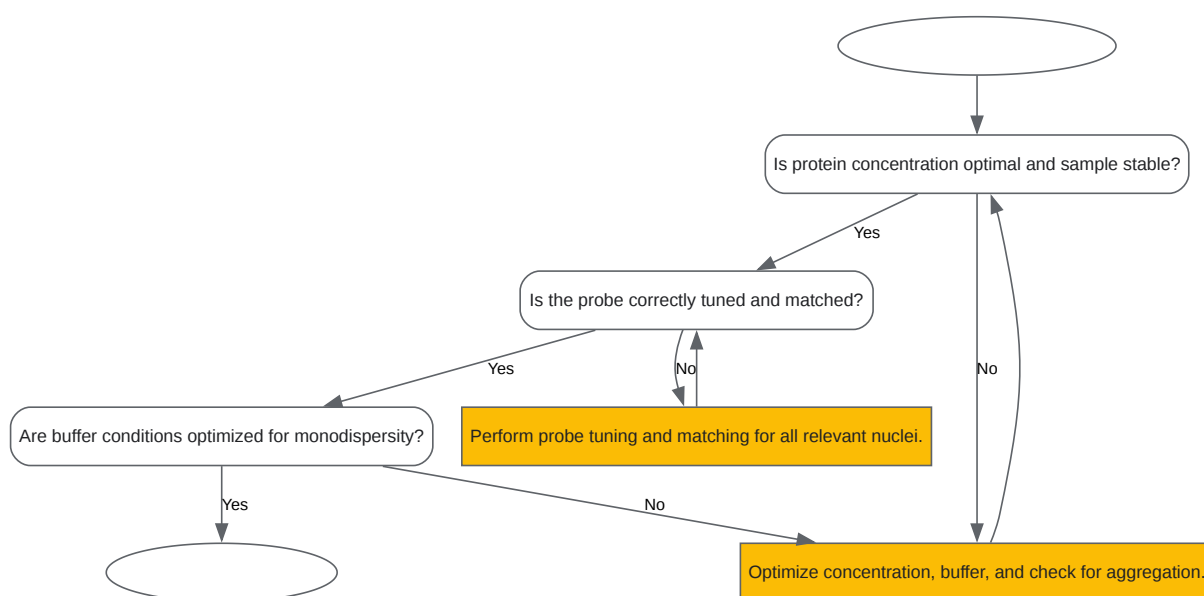 Is protein concentration optimal and sample stable?
Yes
Is the probe correctly tuned and matched?
Yes
No
No
Are buffer conditions optimized for monodispersity?
Perform probe tuning and matching for all relevant nuclei.
Yes
No
Optimize concentration, buffer, and check for aggregation.